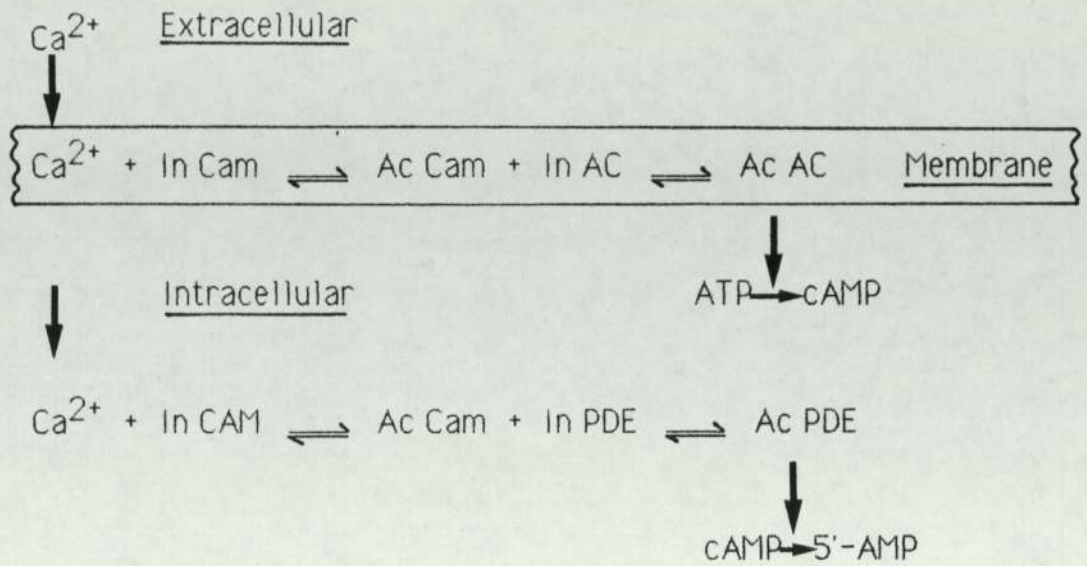 Ca²⁺ Extracellular
Ca²⁺ + In Cam ⇌ Ac Cam + In AC ⇌ Ac AC Membrane
Intracellular
ATP→cAMP
Ca²⁺ + In CAM ⇌ Ac Cam + In PDE ⇌ Ac PDE
cAMP→5'-AMP